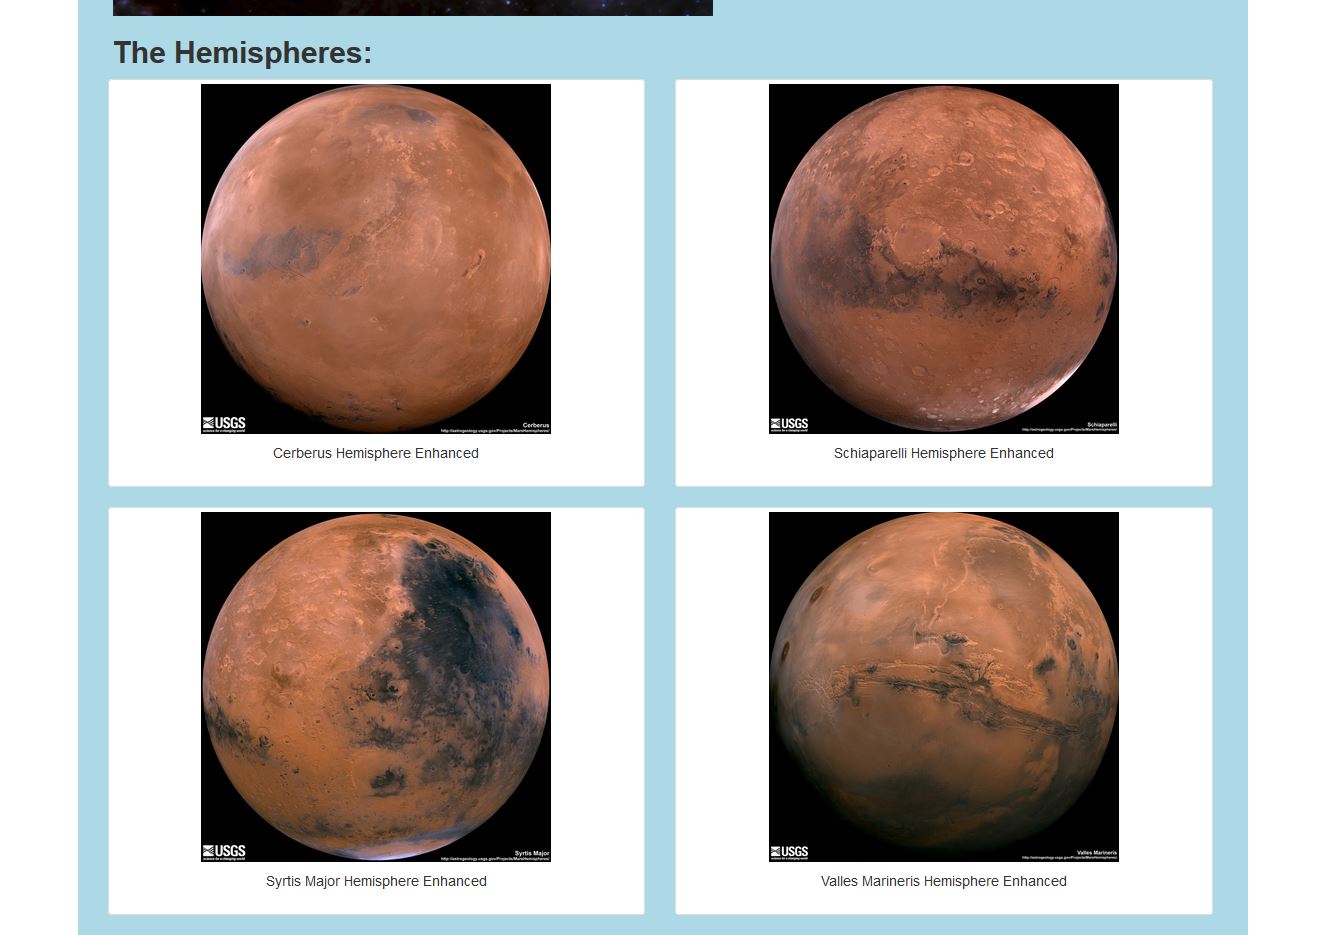 The Hemispheres:
USGS
science for a changing world
Cerberus
http://astrogeology.usgs.gov/Projects/MarsHemispheres/
Cerberus Hemisphere Enhanced
USGS
science for a changing world
Schiaparelli
http://astrogeology.usgs.gov/Projects/MarsHemispheres/
Schiaparelli Hemisphere Enhanced
USGS
science for a changing world
Syrtis Major
http://astrogeology.usgs.gov/Projects/MarsHemispheres/
Syrtis Major Hemisphere Enhanced
USGS
science for a changing world
Valles Marineris
http://astrogeology.usgs.gov/Projects/MarsHemispheres/
Valles Marineris Hemisphere Enhanced